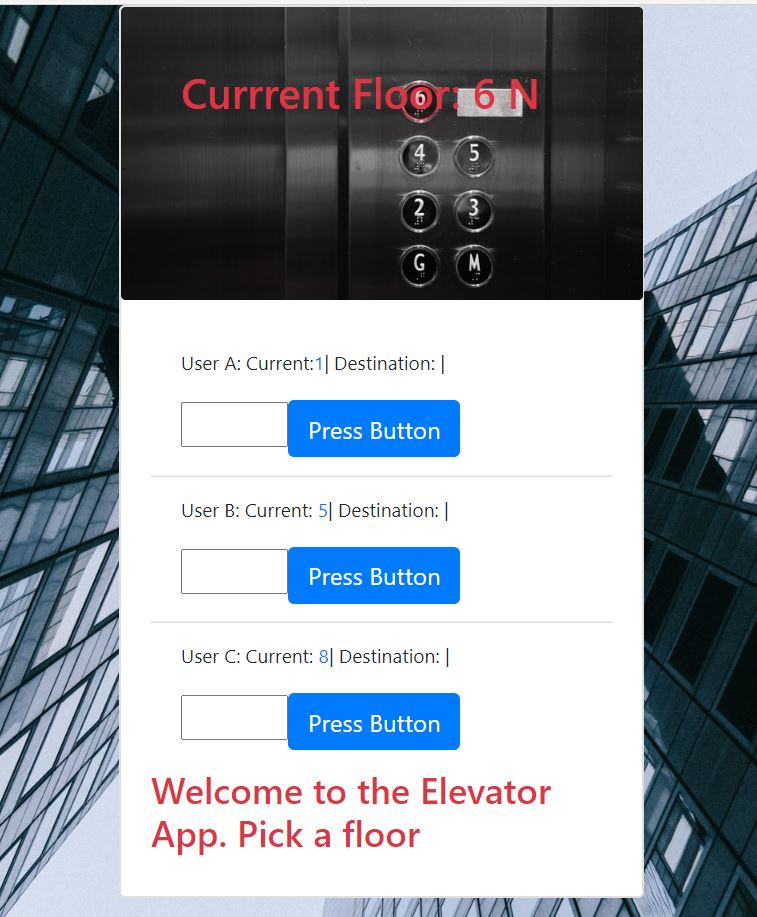 Currrent Floor: 6 N
6
4 5
2 3
G M
User A: Current:1| Destination: |
Press Button
User B: Current: 5| Destination: |
Press Button
User C: Current: 8| Destination: |
Press Button
Welcome to the Elevator
App. Pick a floor